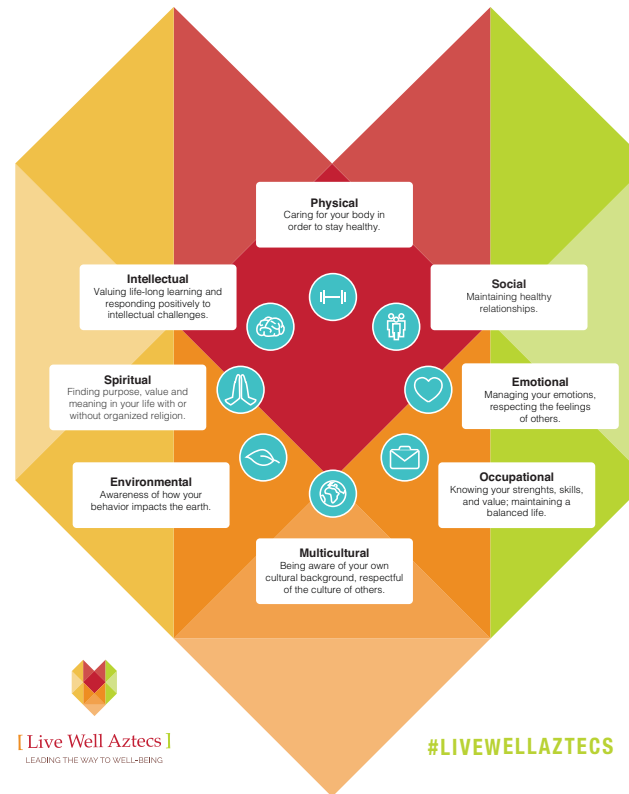 Physical
Caring for your body in
order to stay healthy.
Intellectual
Valuing life-long learning and
responding positively to
intellectual challenges.
Social
Maintaining healthy
relationships.
Spiritual
Finding purpose, value and
meaning in your life with or
without organized religion.
Emotional
Managing your emotions,
respecting the feelings
of others.
Environmental
Awareness of how your
behavior impacts the earth.
Occupational
Knowing your strenghts, skills,
and value; maintaining a
balanced life.
Multicultural
Being aware of your own
cultural background, respectful
of the culture of others.
[Live Well Aztecs]
LEADING THE WAY TO WELL-BEING
#LIVEWELLAZTECS